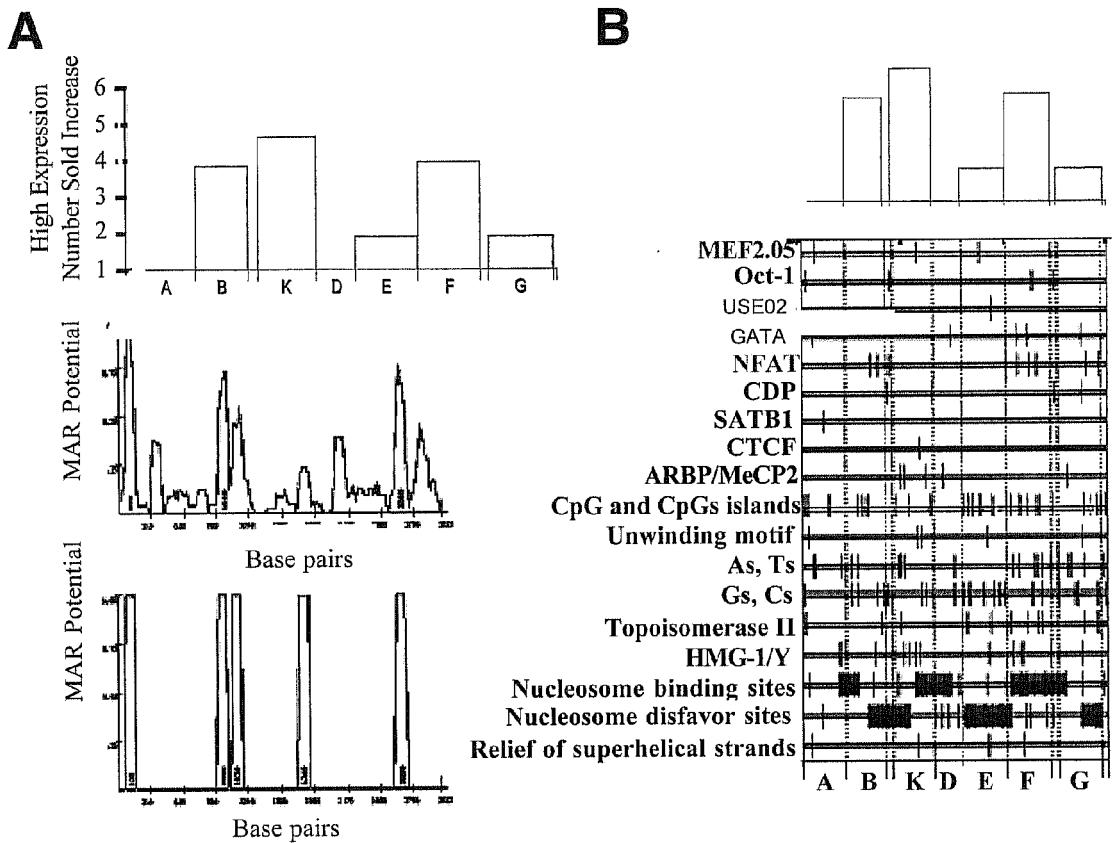 A
High Expression
Number Sold Increase
6
5
4
3
2
1
A B K D E F G
MAR Potential
Base pairs
MAR Potential
Base pairs
B
MEF2.05
Oct-1
USE02
GATA
NFAT
CDP
SATB1
CTCF
ARBP/MeCP2
CpG and CpGs islands
Unwinding motif
As, Ts
Gs, Cs
Topoisomerase II
HMG-1/Y
Nucleosome binding sites
Nucleosome disfavor sites
Relief of superhelical strands
A B K D E F G